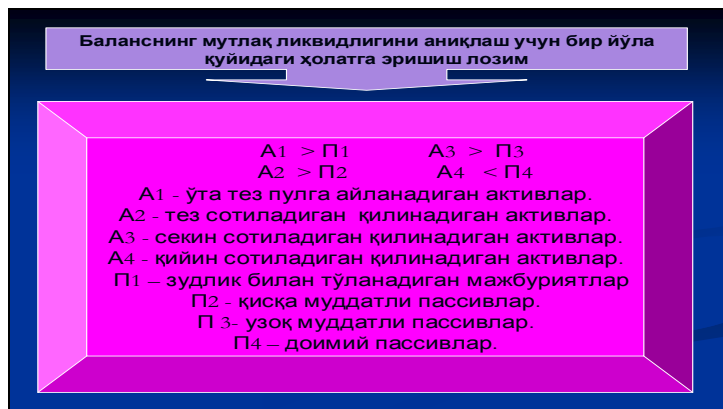 Баланснинг мутлақ ликвидлигини аниқлаш учун бир йўла
қуйидаги ҳолатга эришиш лозим
А1 > П1 А3 > П3
А2 > П2 А4 < П4
А1 - ўта тез пулга айланадиган активлар.
А2 - тез сотиладиган қилинадиган активлар.
А3 - секин сотиладиган қилинадиган активлар.
А4 - қийин сотиладиган қилинадиган активлар.
П1 – зудлик билан тўланадиган мажбуриятлар
П2 - қисқа муддатли пассивлар.
П 3- узоқ муддатли пассивлар.
П4 – доимий пассивлар.